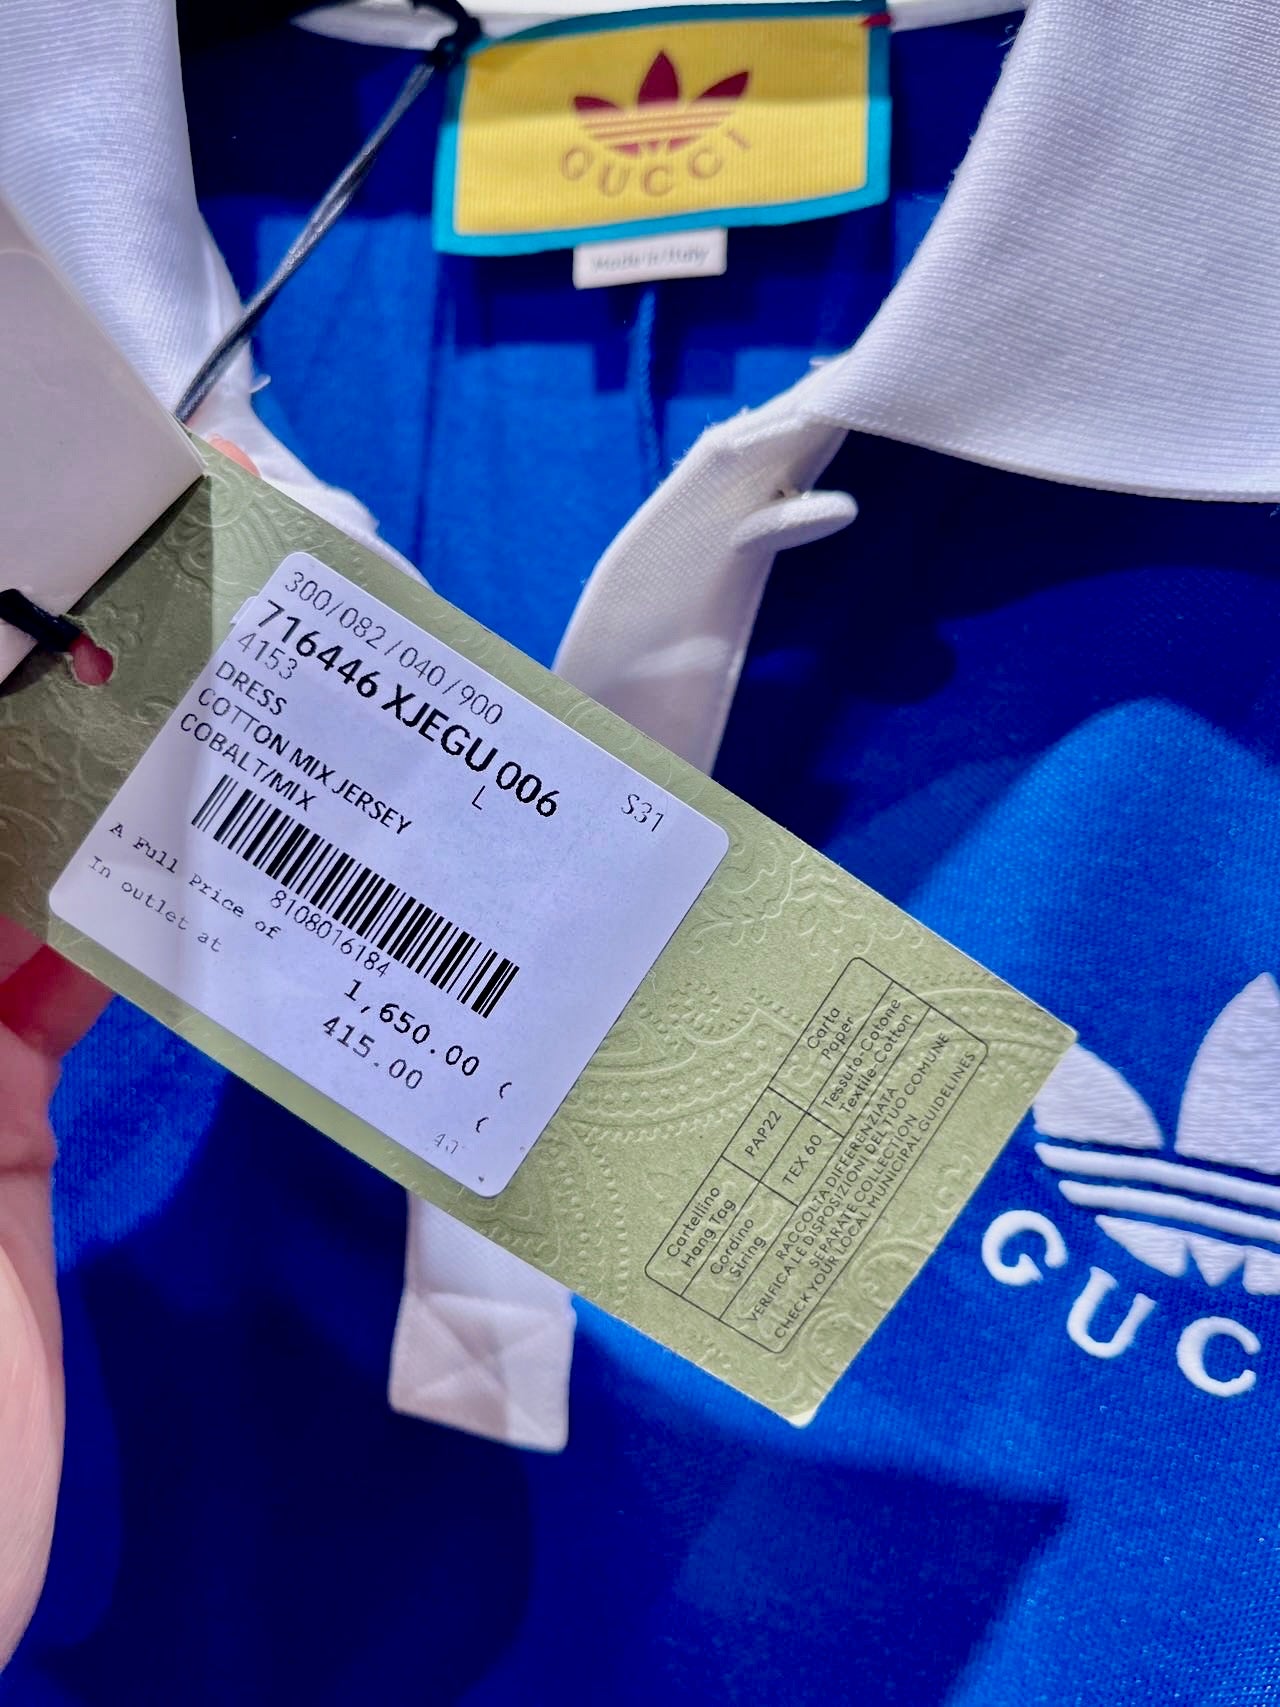 GUCCI
Made in Italy
300/082/040/900
716446 XJEGU 006
4153
L
S31
DRESS
COTTON MIX JERSEY
COBALT/MIX
8108016184
A Full Price of
1,650.00
In outlet at
415.00
Carta
Paper
Tessuto-Cotone
Textile-Cotton
PAP22
TEX 60
Cartellino
Hang Tag
Cordino
String
RACCOLTA DIFFERENZIATA
VERIFICA LE DISPOSIZIONI DEL TUO COMUNE
SEPARATE COLLECTION
CHECK YOUR LOCAL MUNICIPAL GUIDELINES
GUC